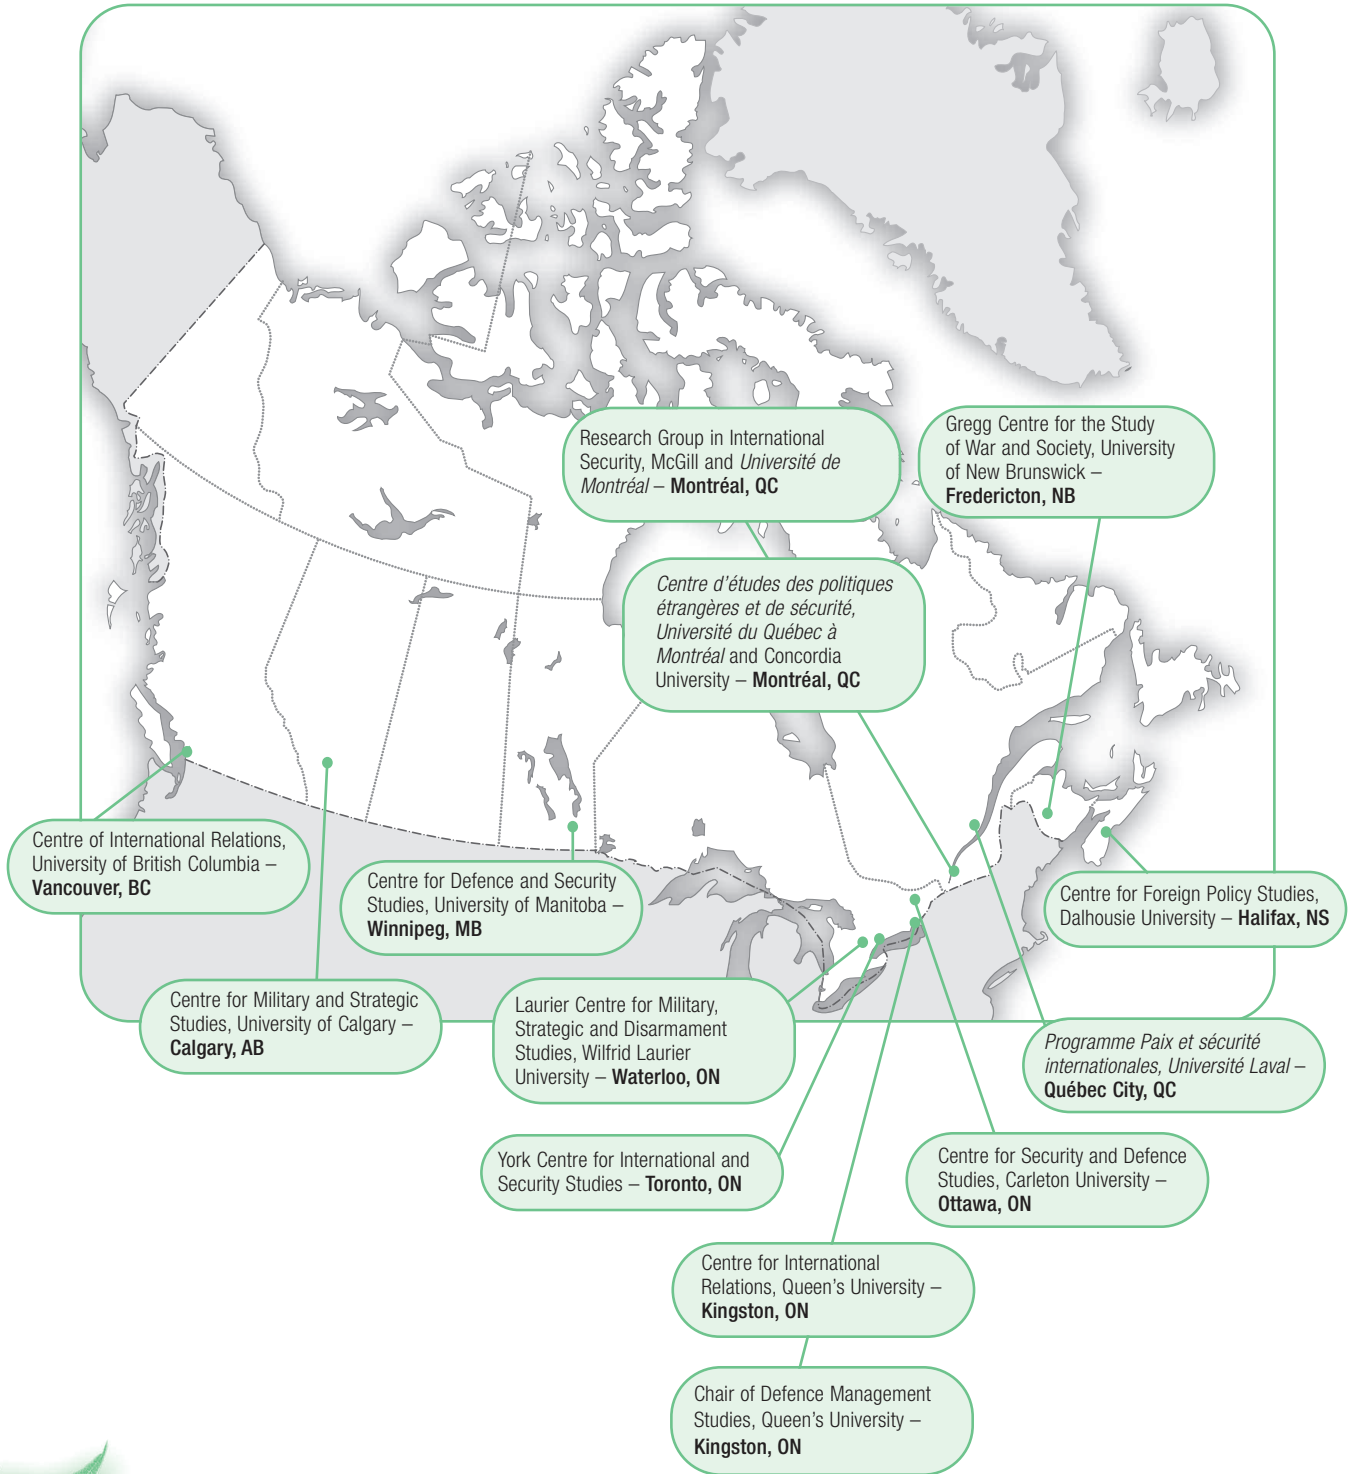 Research Group in International
Security, McGill and Université de
Montréal – Montréal, QC
Gregg Centre for the Study
of War and Society, University
of New Brunswick –
Fredericton, NB
Centre d’études des politiques
étrangères et de sécurité,
Université du Québec à
Montréal and Concordia
University – Montréal, QC
Centre of International Relations,
University of British Columbia –
Vancouver, BC
Centre for Defence and Security
Studies, University of Manitoba –
Winnipeg, MB
Centre for Foreign Policy Studies,
Dalhousie University – Halifax, NS
Centre for Military and Strategic
Studies, University of Calgary –
Calgary, AB
Laurier Centre for Military,
Strategic and Disarmament
Studies, Wilfrid Laurier
University – Waterloo, ON
Programme Paix et sécurité
internationales, Université Laval –
Québec City, QC
York Centre for International and
Security Studies – Toronto, ON
Centre for Security and Defence
Studies, Carleton University –
Ottawa, ON
Centre for International
Relations, Queen’s University –
Kingston, ON
Chair of Defence Management
Studies, Queen’s University –
Kingston, ON